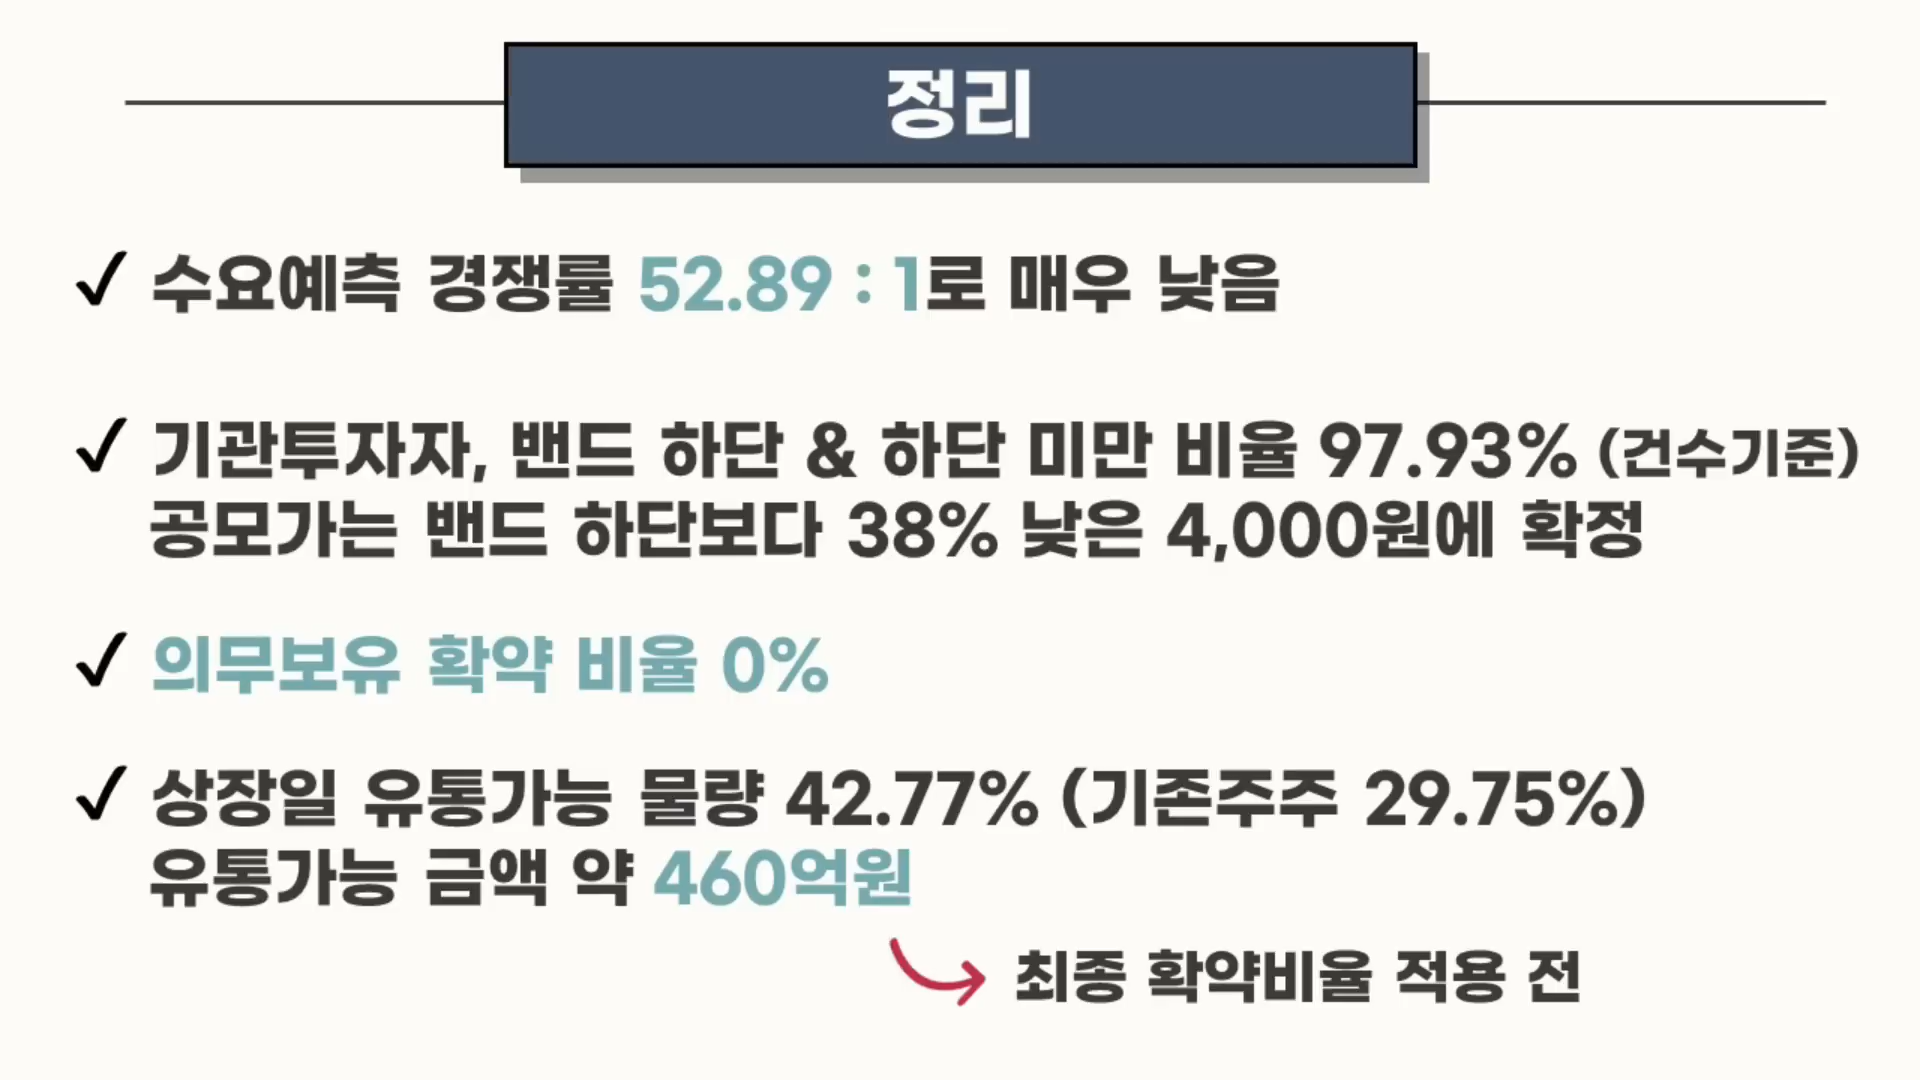 정리
✓ 수요예측 경쟁률 52.89 : 1로 매우 낮음
✓ 기관투자자, 밴드 하단 & 하단 미만 비율 97.93% (건수기준)
공모가는 밴드 하단보다 38% 낮은 4,000원에 확정
✓ 의무보유 확약 비율 0%
✓ 상장일 유통가능 물량 42.77% (기존주주 29.75%)
유통가능 금액 약 460억원
최종 확약비율 적용 전